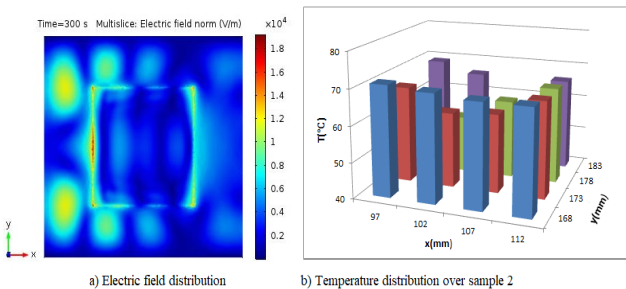 Time=300 s Multislice: Electric field norm (V/m)
×10⁴
1.8
1.6
1.4
1.2
1
0.8
0.6
0.4
0.2
y
x
a) Electric field distribution
80
70
60
50
40
T(°C)
97
102
107
112
x(mm)
168
173
178
183
y(mm)
b) Temperature distribution over sample 2